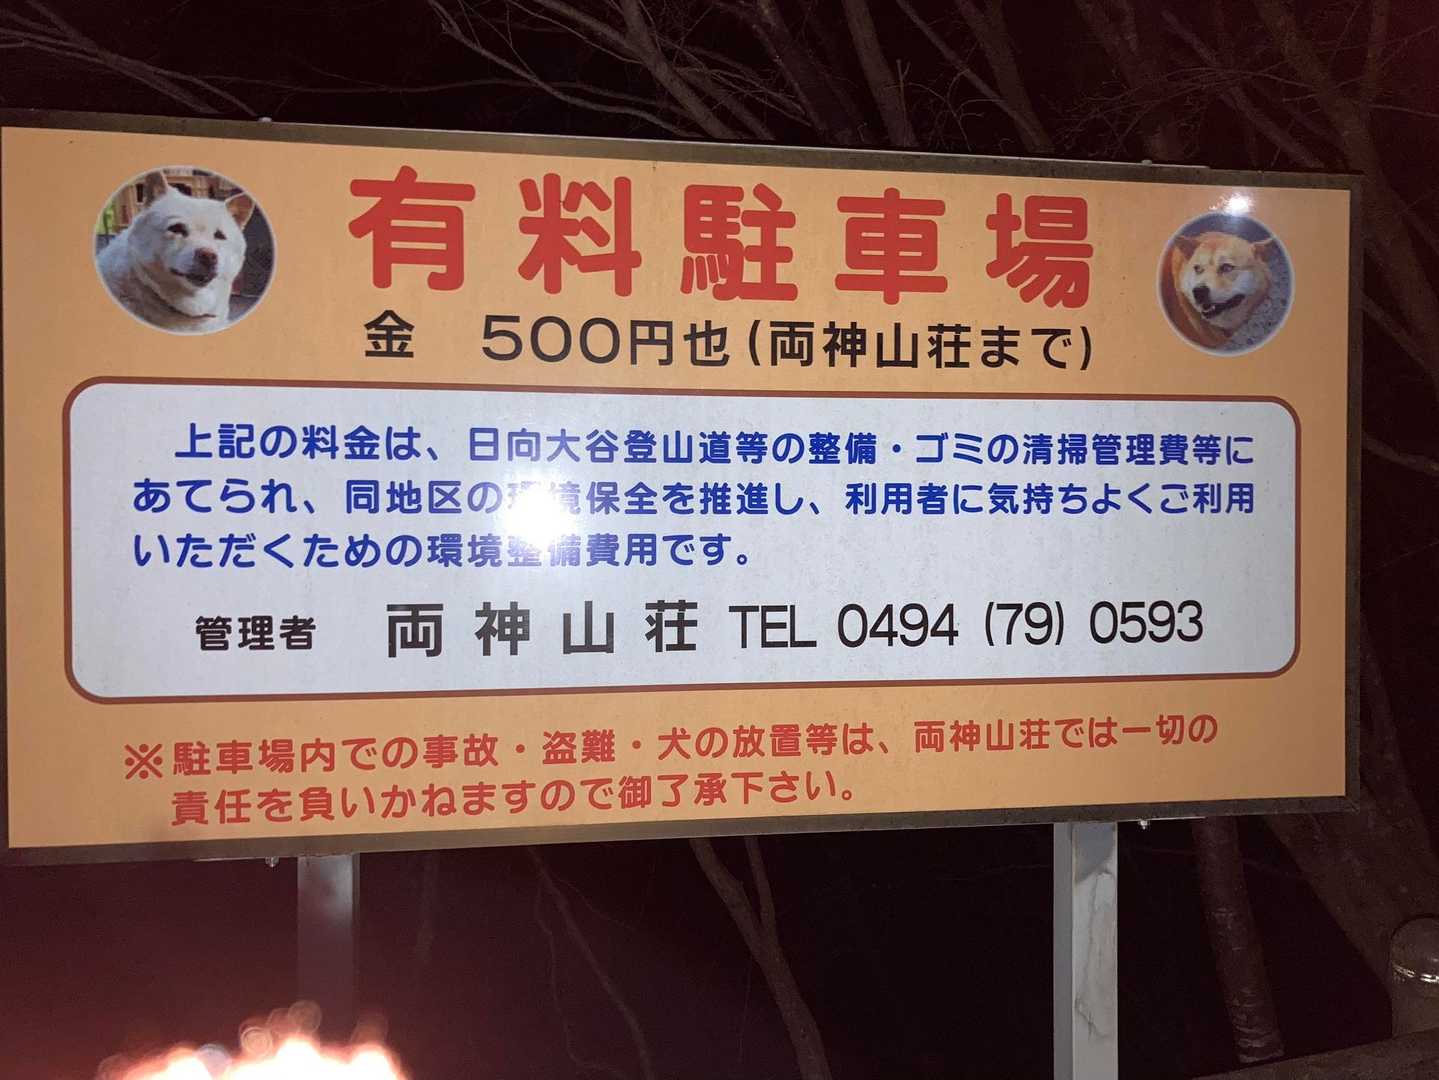 有料駐車場
金 500円也(両神山荘まで)
上記の料金は、日向大谷登山道等の整備・ゴミの清掃管理費等に
あてられ、同地区の環境保全を推進し、利用者に気持ちよくご利用
いただくための環境整備費用です。
管理者 両神山荘 TEL 0494 (79) 0593
※駐車場内での事故・盗難・犬の放置等は、両神山荘では一切の
責任を負いかねますので御了承下さい。